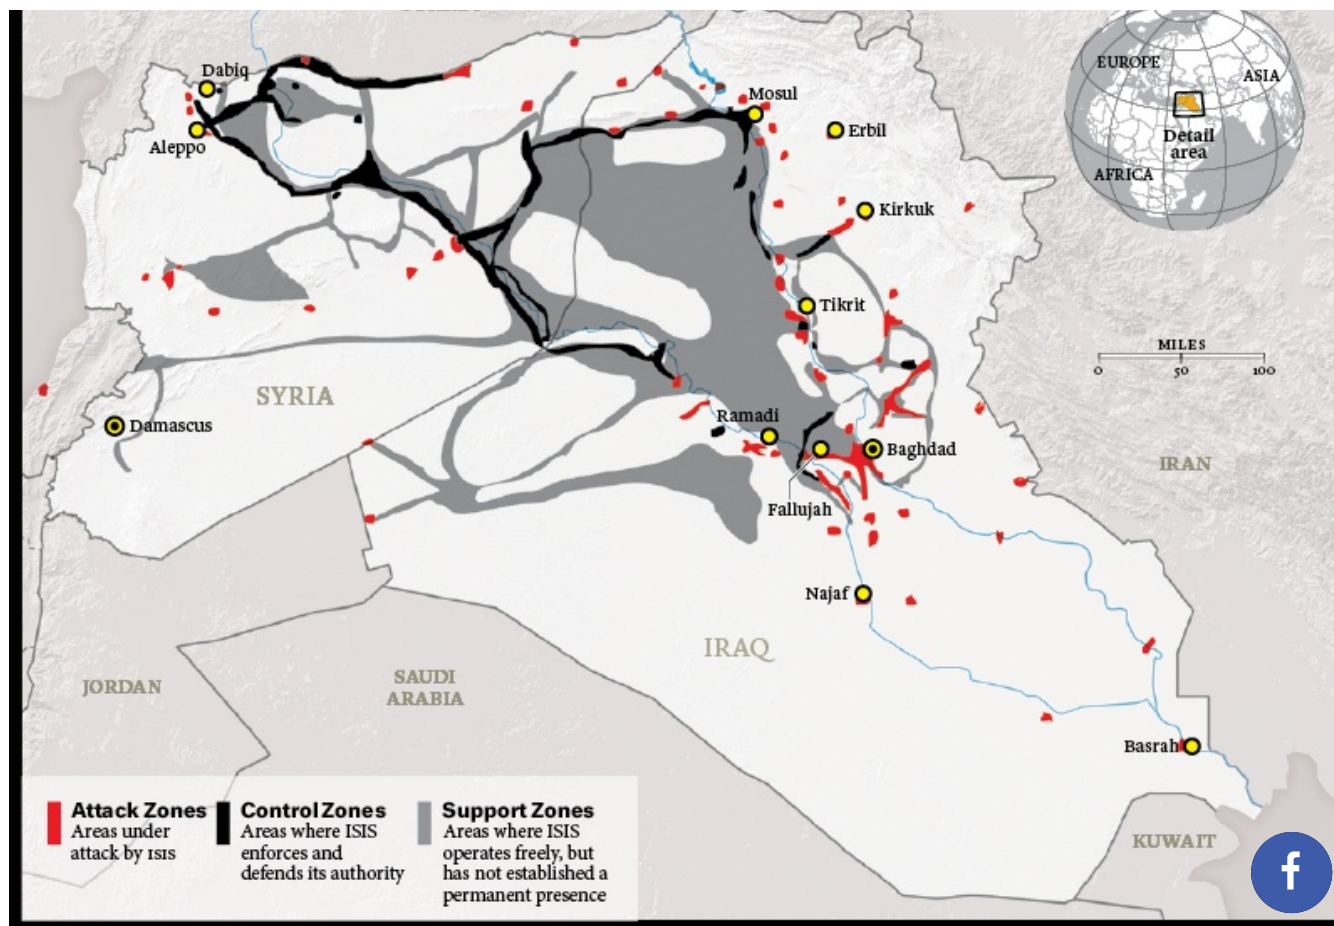 EUROPE
ASIA
Detail
area
AFRICA
Dabiq
Aleppo
Mosul
Erbil
Kirkuk
Tikrit
MILES
0 50 100
SYRIA
Damascus
Ramadi
Baghdad
Fallujah
IRAN
Najaf
IRAQ
JORDAN
SAUDI
ARABIA
Basrah
KUWAIT
Attack Zones
Areas under
attack by ISIS
Control Zones
Areas where ISIS
enforces and
defends its authority
Support Zones
Areas where ISIS
operates freely, but
has not established a
permanent presence
f